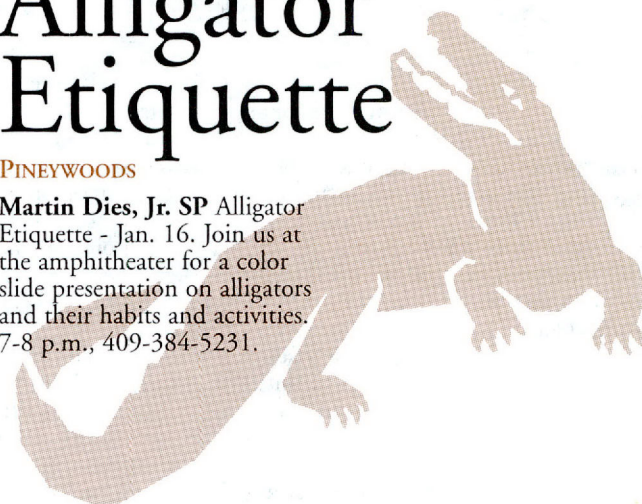 Alligator
Etiquette
PINEYWOODS
Martin Dies, Jr. SP Alligator
Etiquette - Jan. 16. Join us at
the amphitheater for a color
slide presentation on alligators
and their habits and activities.
7-8 p.m., 409-384-5231.